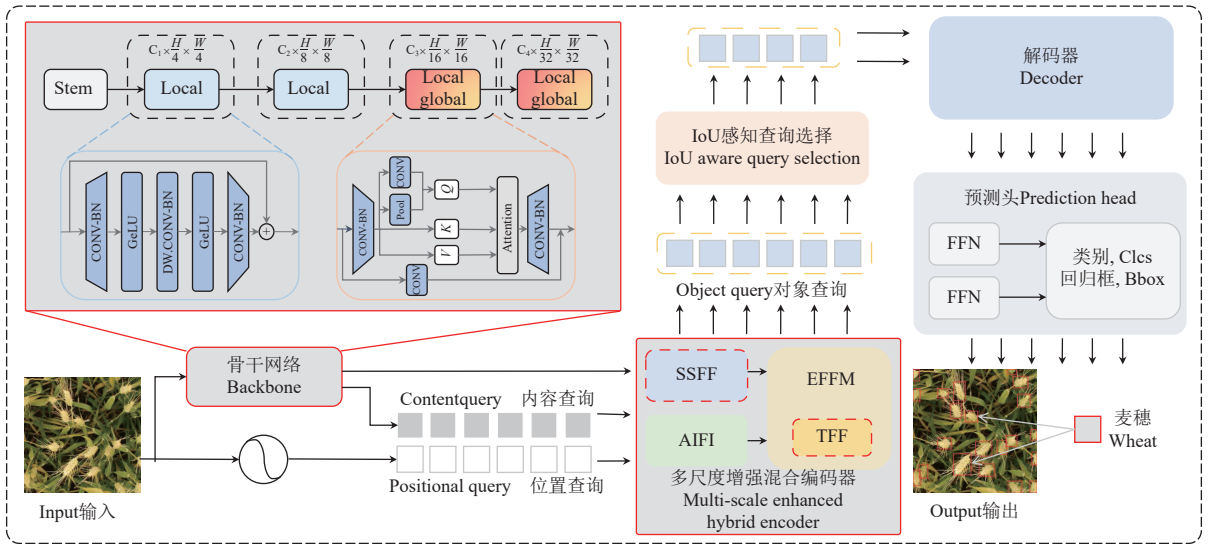 C₁×H/4×W/4
C₂×H/8×W/8
C₃×H/16×W/16
C₄×H/32×W/32
Stem
Local
Local
Local
global
Local
global
CONV-BN
GeLU
DW.CONV-BN
GeLU
CONV-BN
+
CONV-BN
CONV
Pool
Q
K
V
CONV
Attention
CONV-BN
骨干网络
Backbone
Input输入
Contentquery 内容查询
Positional query 位置查询
SSFF
AIFI
EFFM
TFF
多尺度增强混合编码器
Multi-scale enhanced
hybrid encoder
Object query对象查询
IoU感知查询选择
IoU aware query selection
解码器
Decoder
预测头Prediction head
FFN
FFN
类别, Clcs
回归框, Bbox
Output输出
麦穗
Wheat